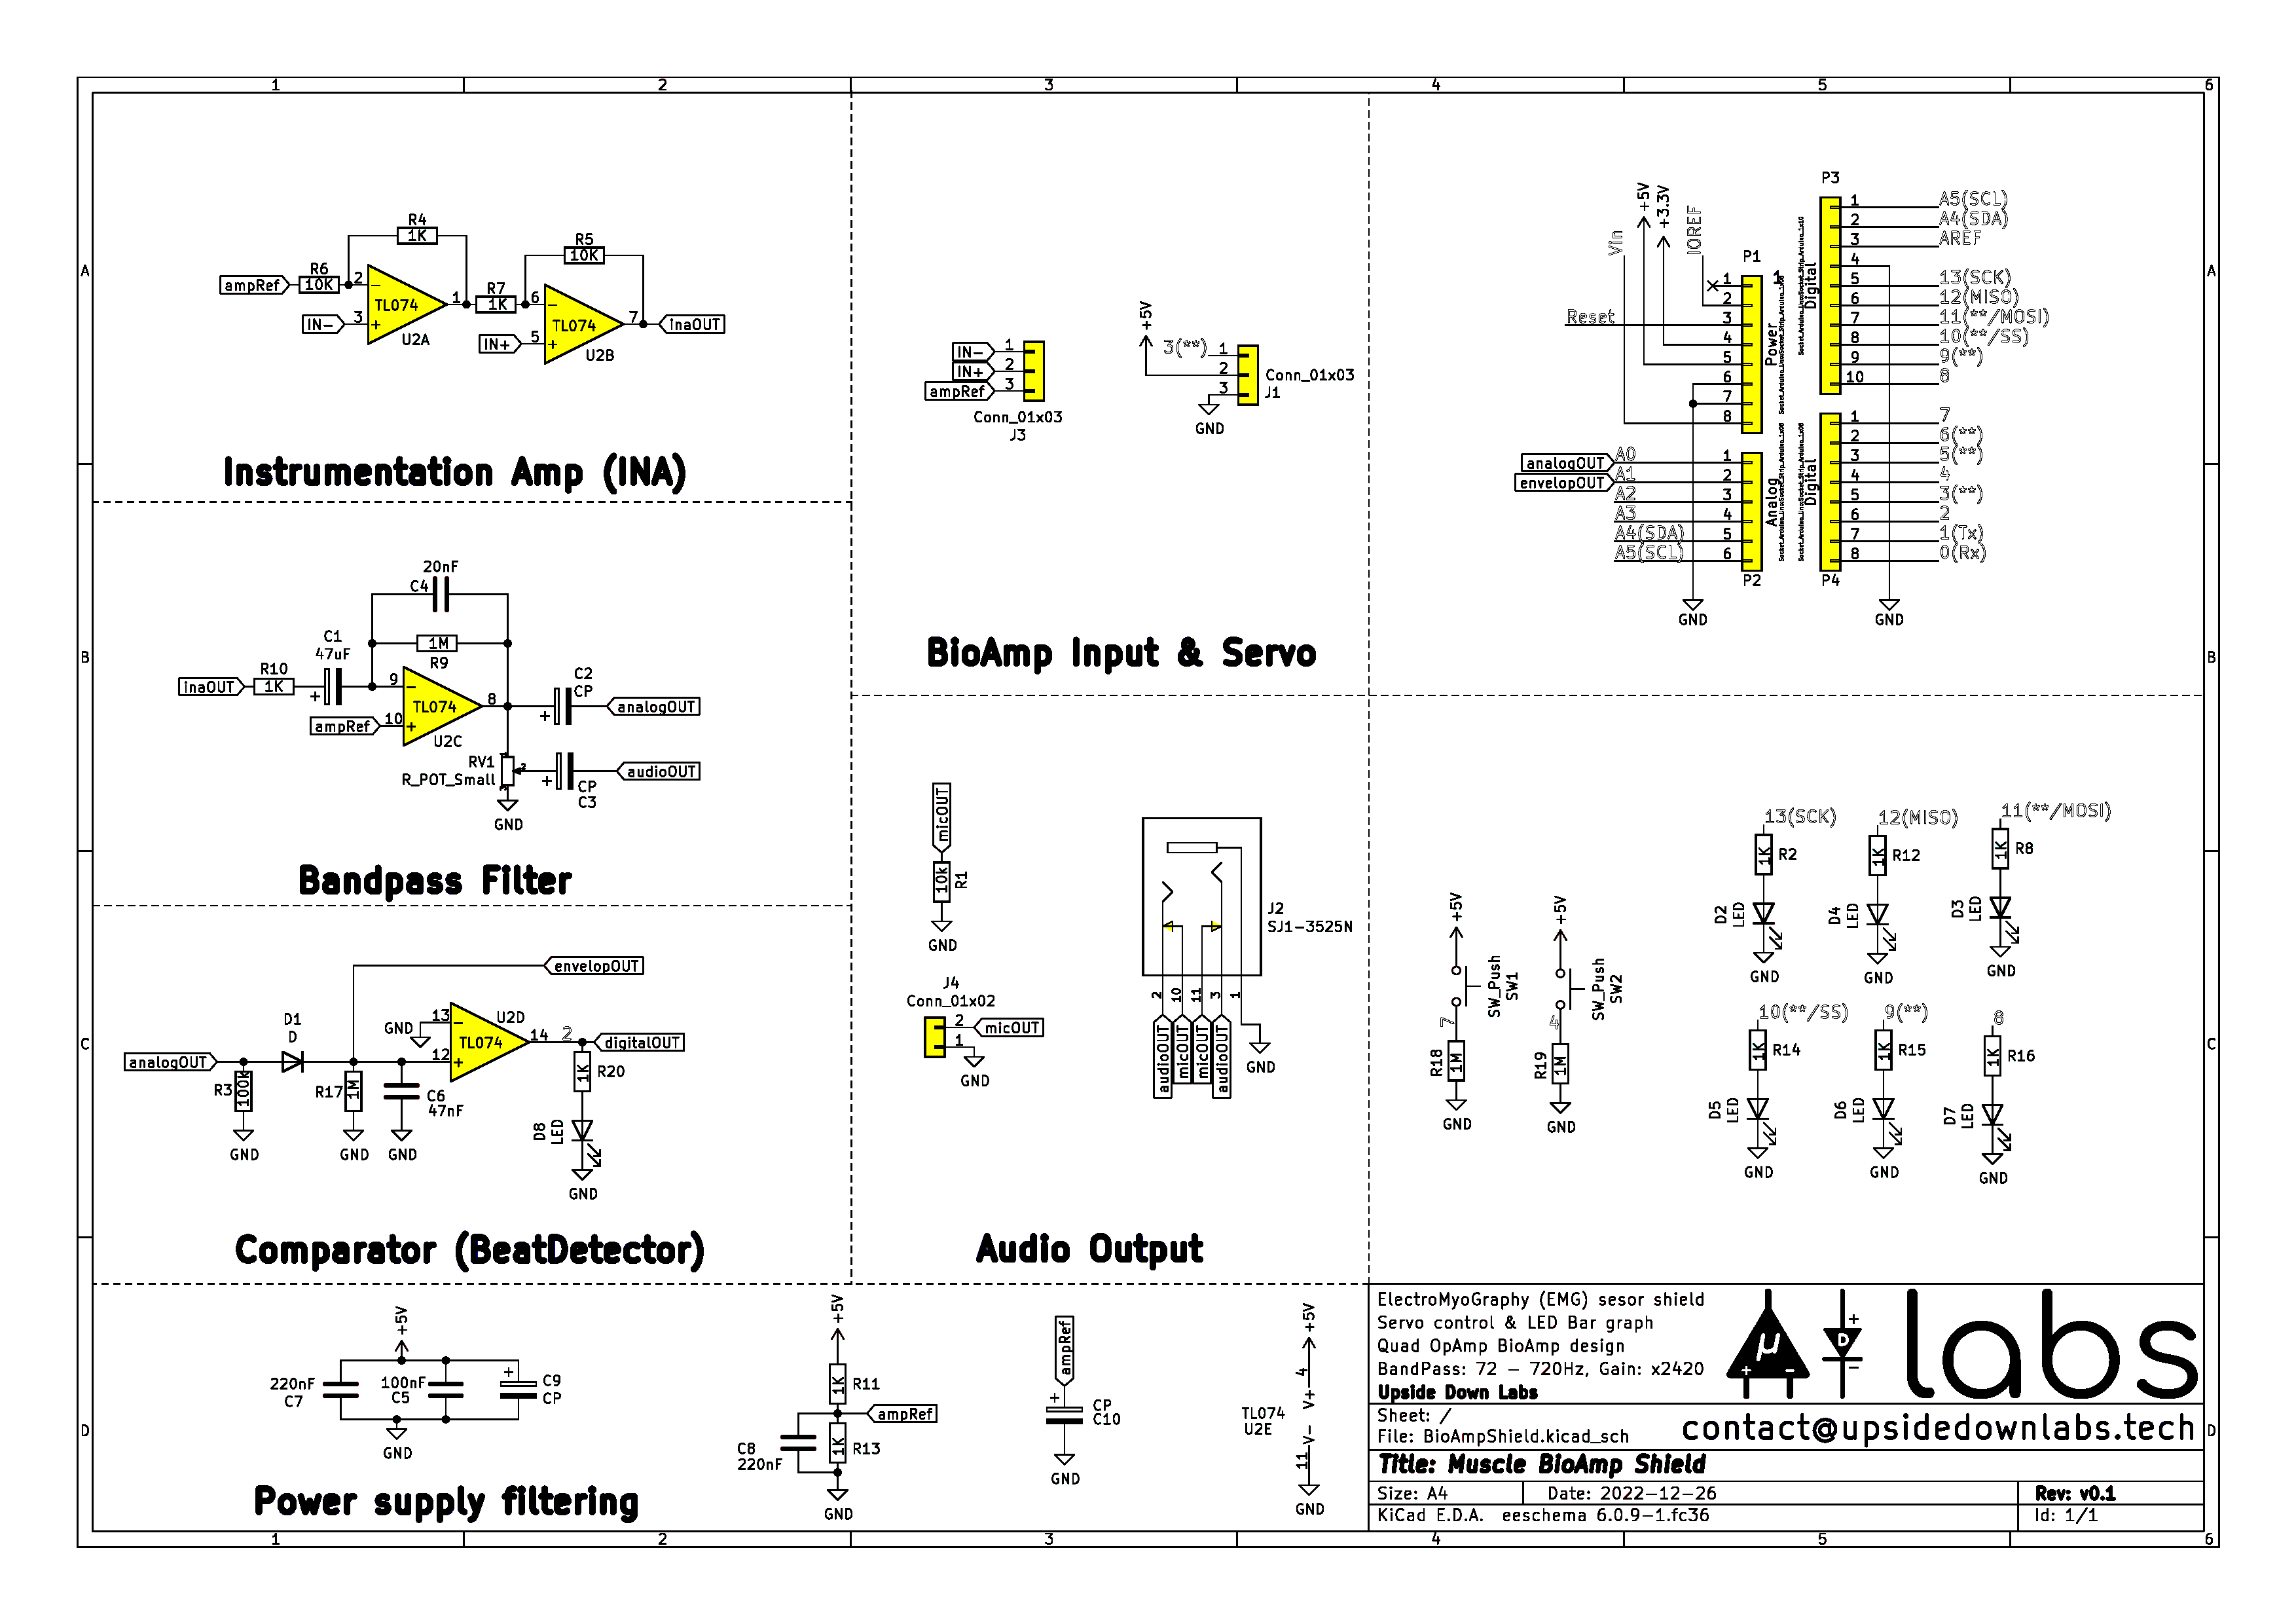 1 2 3 4 5 6
A
B
C
D
R4
1K
R6
10K
ampRef
2
3
IN-
TL074
U2A
1
R7
1K
R5
10K
6
5
IN+
TL074
U2B
7
inaOUT
Instrumentation Amp (INA)
20nF
C4
1M
R9
C1
47uF
R10
1K
inaOUT
9
10
ampRef
TL074
U2C
8
C2
CP
analogOUT
RV1
R_POT_Small
1
2
3
GND
CP
C3
audioOUT
Bandpass Filter
envelopOUT
D1
D
analogOUT
R3
100k
GND
R17
1M
GND
C6
47nF
GND
GND
13
12
U2D
TL074
14
2
digitalOUT
1K
R20
D8
LED
GND
Comparator (BeatDetector)
+5V
220nF
C7
100nF
C5
C9
CP
GND
Power supply filtering
+5V
1K
R11
ampRef
C8
220nF
1K
R13
GND
ampRef
CP
C10
GND
+5V
TL074
U2E
4
V+
V-
11
GND
IN-
IN+
ampRef
1
2
3
Conn_01x03
J3
+5V
3(**)
1
2
3
GND
Conn_01x03
J1
BioAmp Input & Servo
micOUT
10k
R1
GND
J4
Conn_01x02
2
1
micOUT
GND
J2
SJ1-3525N
2
10
11
3
1
audioOUT
micOUT
micOUT
audioOUT
GND
Audio Output
Vin
+5V
+3.3V
IOREF
Reset
P1
1
1
2
3
4
5
6
7
8
Power
Socket_Strip_Arduino_1x08
analogOUT
envelopOUT
A0
A1
A2
A3
A4(SDA)
A5(SCL)
1
2
3
4
5
6
Analog
P2
GND
P3
1
2
3
4
5
6
7
8
9
10
Digital
A5(SCL)
A4(SDA)
AREF
13(SCK)
12(MISO)
11(**/MOSI)
10(**/SS)
9(**)
8
1
2
3
4
5
6
7
8
Digital
7
6(**)
5(**)
4
3(**)
2
1(Tx)
0(Rx)
P4
GND
+5V
SW_Push
SW1
7
R18
1M
GND
+5V
SW_Push
SW2
4
R19
1M
GND
13(SCK)
1K
R2
D2
LED
GND
12(MISO)
1K
R12
D4
LED
GND
11(**/MOSI)
1K
R8
D3
LED
GND
10(**/SS)
1K
R14
D5
LED
GND
9(**)
1K
R15
D6
LED
GND
8
1K
R16
D7
LED
GND
ElectroMyoGraphy (EMG) sesor shield
Servo control & LED Bar graph
Quad OpAmp BioAmp design
BandPass: 72 - 720Hz, Gain: x2420
Upside Down Labs
μ
+ -
D
+
-
labs
Sheet: /
File: BioAmpShield.kicad_sch
contact@upsidedownlabs.tech
Title: Muscle BioAmp Shield
Size: A4
Date: 2022-12-26
Rev: v0.1
KiCad E.D.A. eeschema 6.0.9-1.fc36
Id: 1/1
A
B
C
D
1 2 3 4 5 6